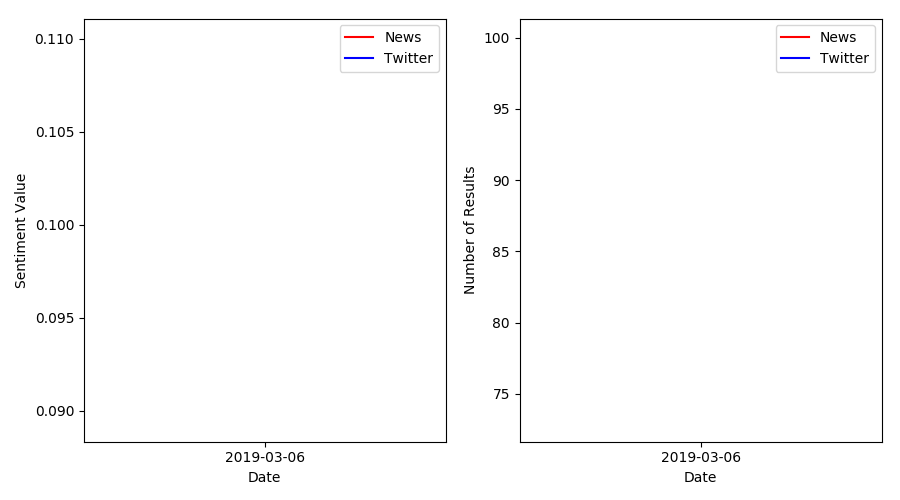 0.110
0.105
0.100
0.095
0.090
Sentiment Value
2019-03-06
Date
News
Twitter
100
95
90
85
80
75
Number of Results
2019-03-06
Date
News
Twitter